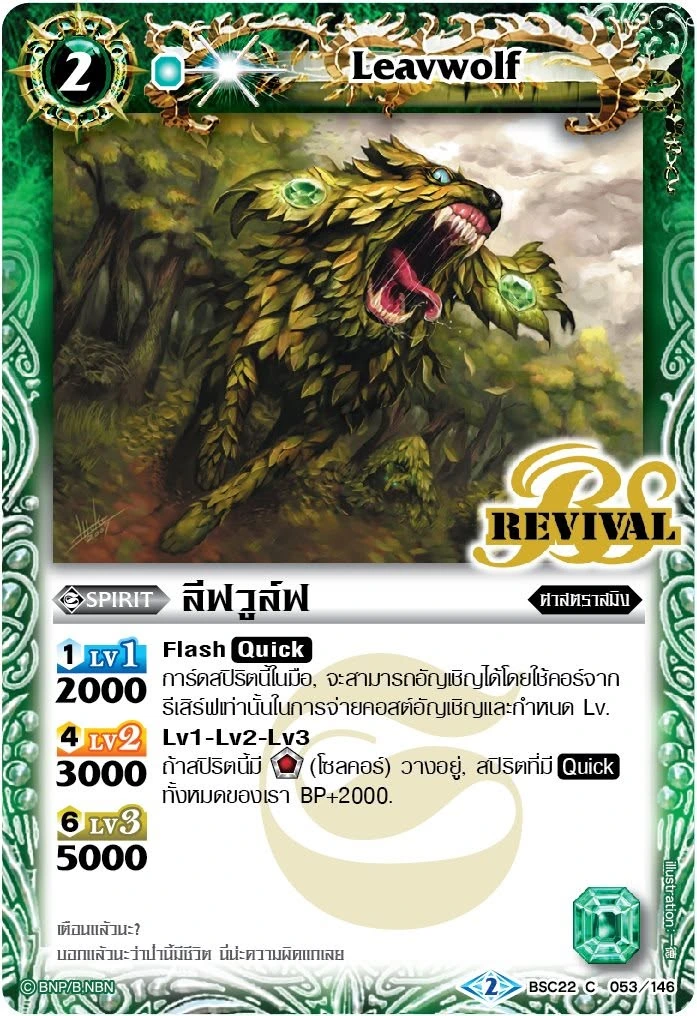 2
Leavwolf
BS
REVIVAL
SPIRIT
ลีฟวูล์ฟ
ศาสตราสมิง
1 LV1
2000
Flash Quick
การ์ดสปิริตนี้ในมือ, จะสามารถอัญเชิญได้โดยใช้คอร์จาก
รีเสิร์ฟเท่านั้นในการจ่ายคอสต์อัญเชิญและกำหนด Lv.
4 LV2
3000
Lv1-Lv2-Lv3
ถ้าสปิริตนี้มี (โซลคอร์) วางอยู่, สปิริตที่มี Quick
ทั้งหมดของเรา BP+2000.
6 LV3
5000
เตือนแล้วนะ?
บอกแล้วนะว่าป่านี้มีชีวิต นี่น่ะความผิดแกเลย
illustration:
©BNP/B.NBN
2
BSC22 C 053/146